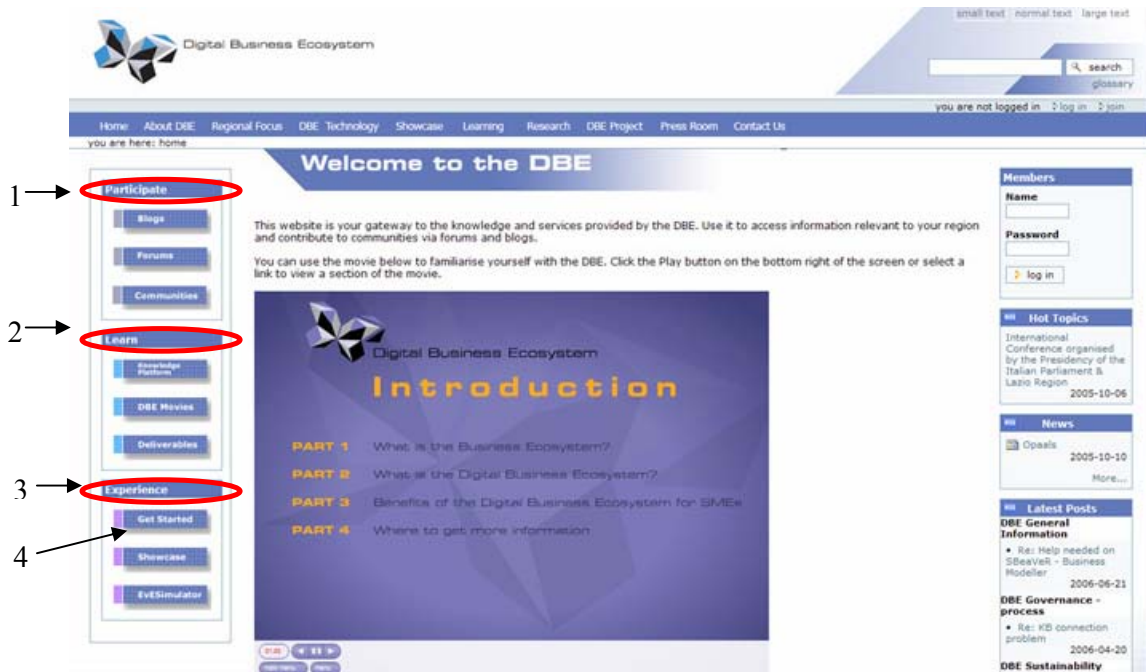 small text normal text large text
Digital Business Ecosystem
search
glossary
you are not logged in log in join
Home About DBE Regional Focus DBE Technology Showcase Learning Research DBE Project Press Room Contact Us
you are here: home
Welcome to the DBE
1
Participate
Blogs
Forums
Communities
2
Learn
Knowledge
Platform
DBE Movies
Deliverables
3
Experience
4
Get Started
Showcase
EvESimulator
This website is your gateway to the knowledge and services provided by the DBE. Use it to access information relevant to your region
and contribute to communities via forums and blogs.
You can use the movie below to familiarise yourself with the DBE. Click the Play button on the bottom right of the screen or select a
link to view a section of the movie.
Digital Business Ecosystem
Introduction
PART 1 What is the Business Ecosystem?
PART 2 What is the Digital Business Ecosystem?
PART 3 Benefits of the Digital Business Ecosystem for SMEs
PART 4 Where to get more information
Members
Name
Password
log in
Hot Topics
International
Conference organised
by the Presidency of the
Italian Parliament &
Lazio Region
2005-10-06
News
Opaals
2005-10-10
More...
Latest Posts
DBE General
Information
• Re: Help needed on
SBeaVeR - Business
Modeller
2006-06-21
DBE Governance -
process
• Re: KB connection
problem
2006-04-20
DBE Sustainability